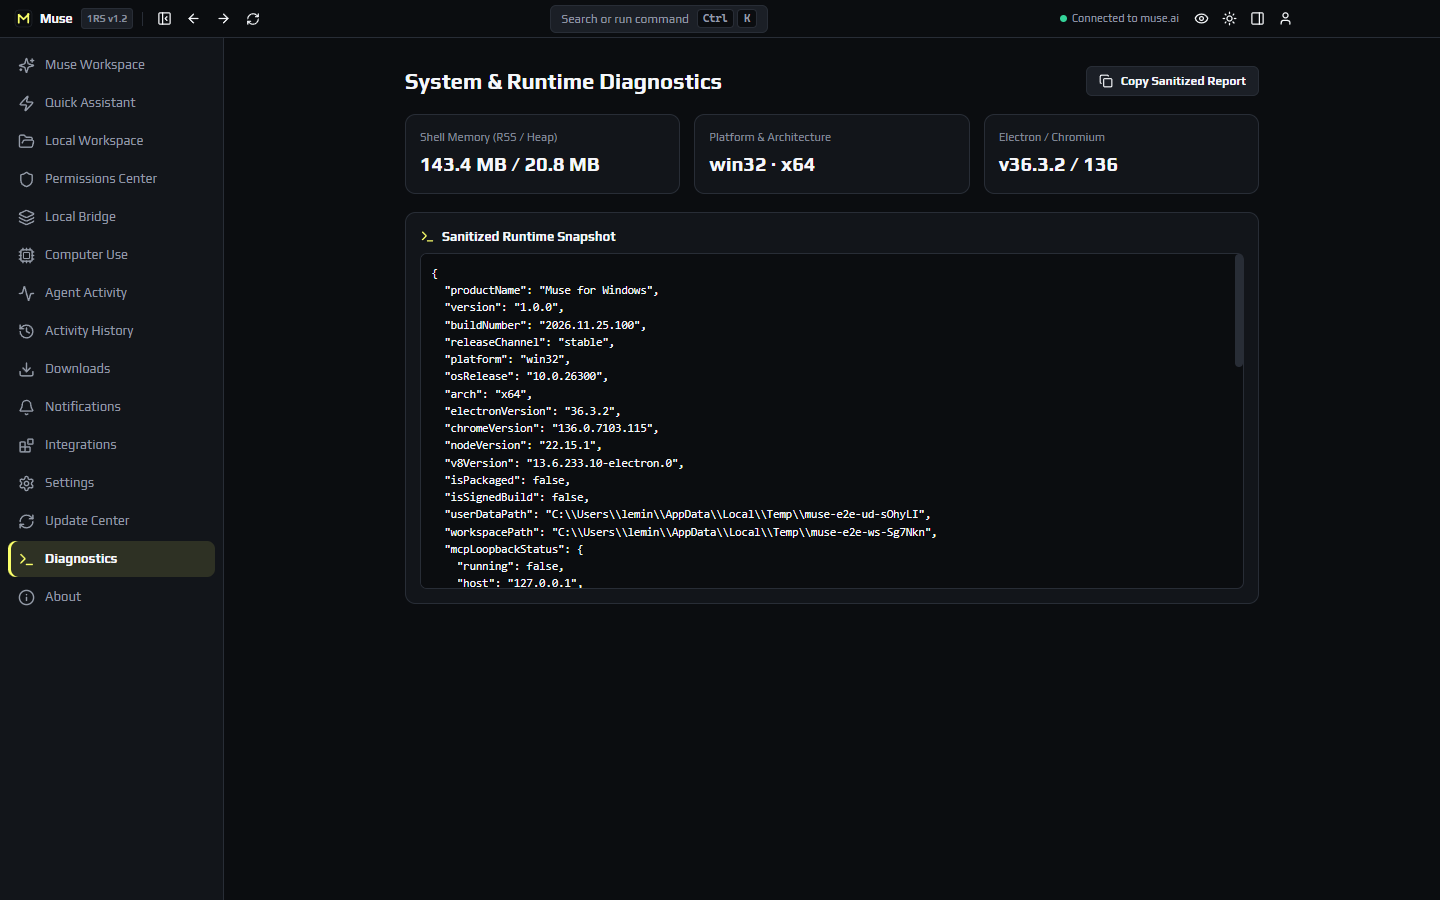 Muse
1RS v1.2
Search or run command
Ctrl
K
Connected to muse.ai
Muse Workspace
Quick Assistant
Local Workspace
Permissions Center
Local Bridge
Computer Use
Agent Activity
Activity History
Downloads
Notifications
Integrations
Settings
Update Center
Diagnostics
About
System & Runtime Diagnostics
Copy Sanitized Report
Shell Memory (RSS / Heap)
143.4 MB / 20.8 MB
Platform & Architecture
win32 · x64
Electron / Chromium
v36.3.2 / 136
Sanitized Runtime Snapshot
{
"productName": "Muse for Windows",
"version": "1.0.0",
"buildNumber": "2026.11.25.100",
"releaseChannel": "stable",
"platform": "win32",
"osRelease": "10.0.26300",
"arch": "x64",
"electronVersion": "36.3.2",
"chromeVersion": "136.0.7103.115",
"nodeVersion": "22.15.1",
"v8Version": "13.6.233.10-electron.0",
"isPackaged": false,
"isSignedBuild": false,
"userDataPath": "C:\\Users\\lemin\\AppData\\Local\\Temp\\muse-e2e-ud-sOhyLI",
"workspacePath": "C:\\Users\\lemin\\AppData\\Local\\Temp\\muse-e2e-ws-Sg7Nkn",
"mcpLoopbackStatus": {
"running": false,
"host": "127.0.0.1",